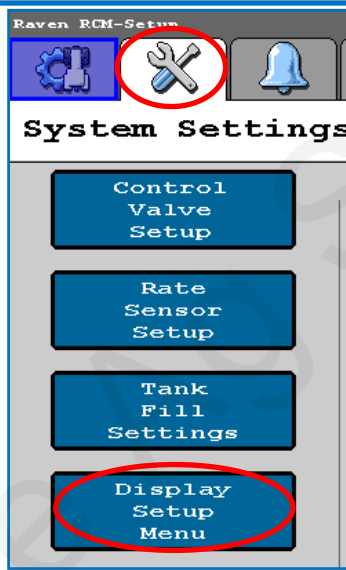 Raven RCM-Setup
System Settings
Control
Valve
Setup
Rate
Sensor
Setup
Tank
Fill
Settings
Display
Setup
Menu